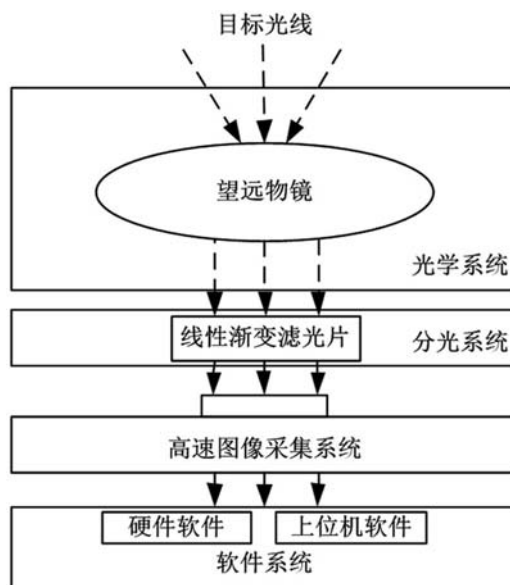 目标光线
望远物镜
光学系统
线性渐变滤光片
分光系统
高速图像采集系统
硬件软件
上位机软件
软件系统